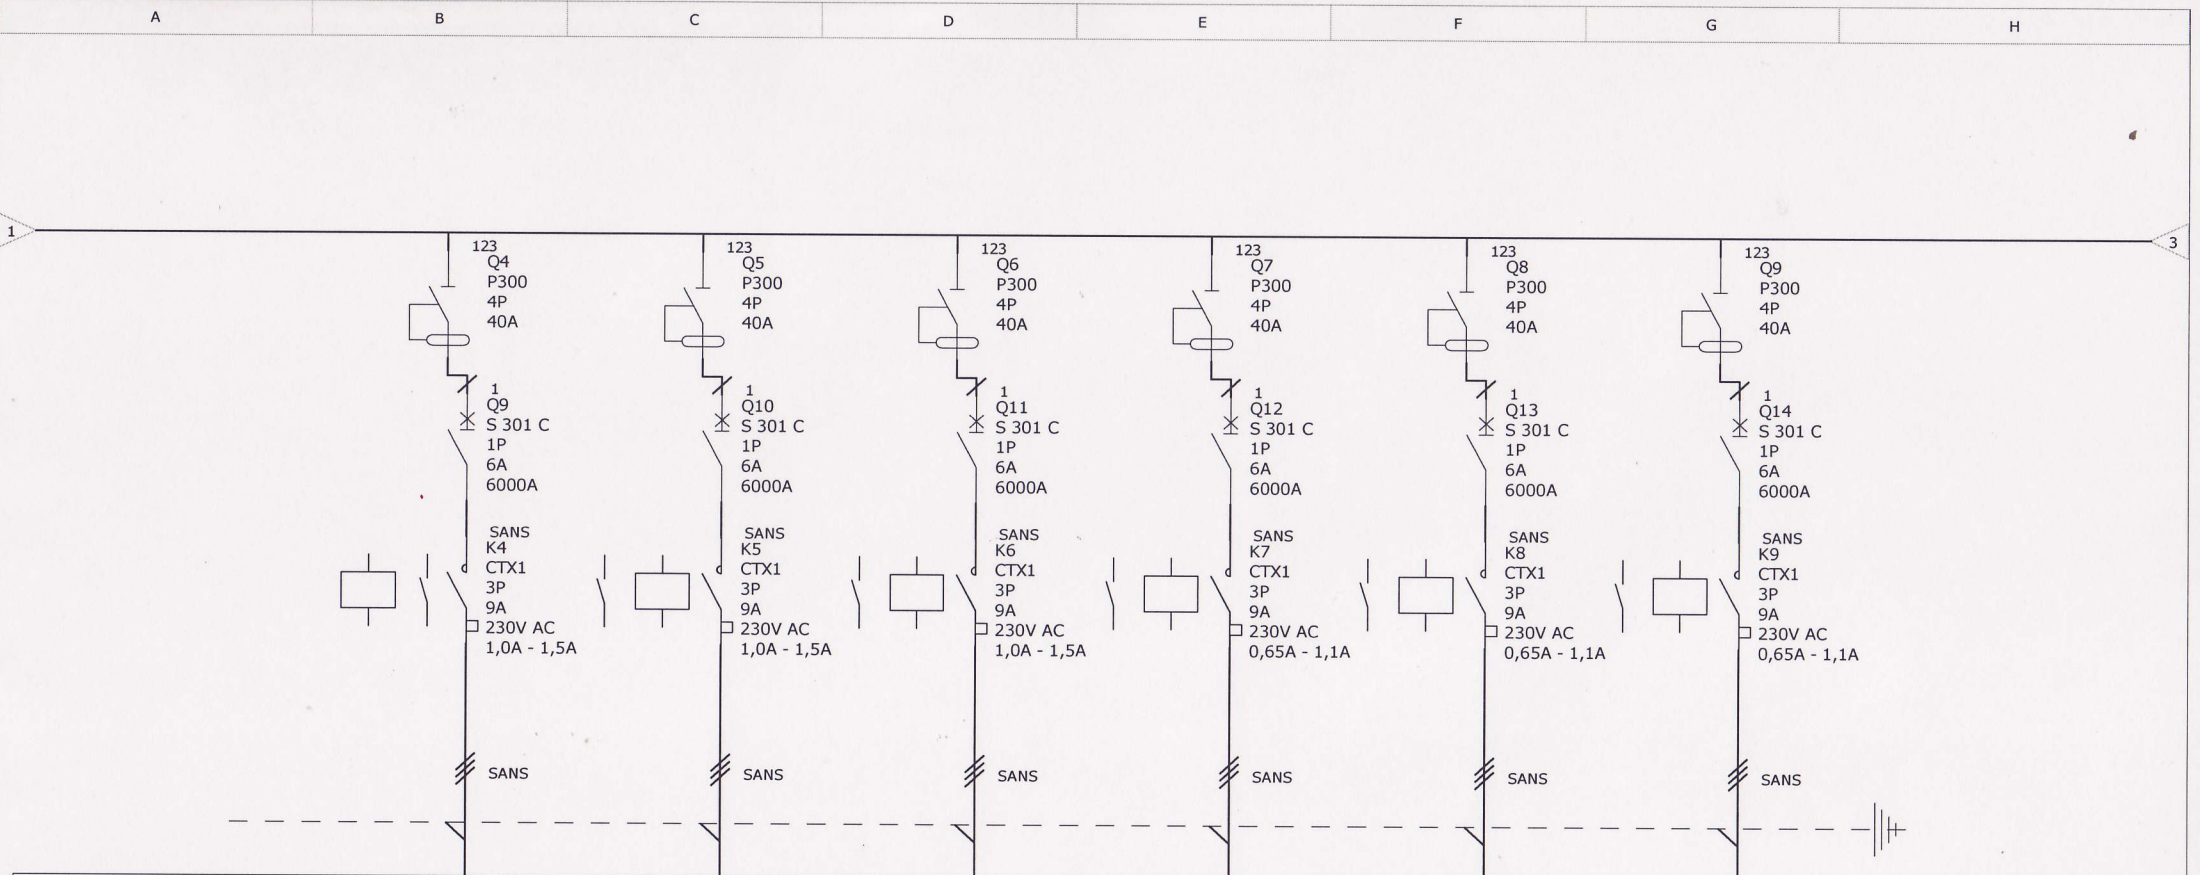 A
B
C
D
E
F
G
H
1
3
123
Q4
P300
4P
40A
1
Q9
S 301 C
1P
6A
6000A
SANS
K4
CTX1
3P
9A
230V AC
1,0A - 1,5A
SANS
123
Q5
P300
4P
40A
1
Q10
S 301 C
1P
6A
6000A
SANS
K5
CTX1
3P
9A
230V AC
1,0A - 1,5A
SANS
123
Q6
P300
4P
40A
1
Q11
S 301 C
1P
6A
6000A
SANS
K6
CTX1
3P
9A
230V AC
1,0A - 1,5A
SANS
123
Q7
P300
4P
40A
1
Q12
S 301 C
1P
6A
6000A
SANS
K7
CTX1
3P
9A
230V AC
0,65A - 1,1A
SANS
123
Q8
P300
4P
40A
1
Q13
S 301 C
1P
6A
6000A
SANS
K8
CTX1
3P
9A
230V AC
0,65A - 1,1A
SANS
123
Q9
P300
4P
40A
1
Q14
S 301 C
1P
6A
6000A
SANS
K9
CTX1
3P
9A
230V AC
0,65A - 1,1A
SANS